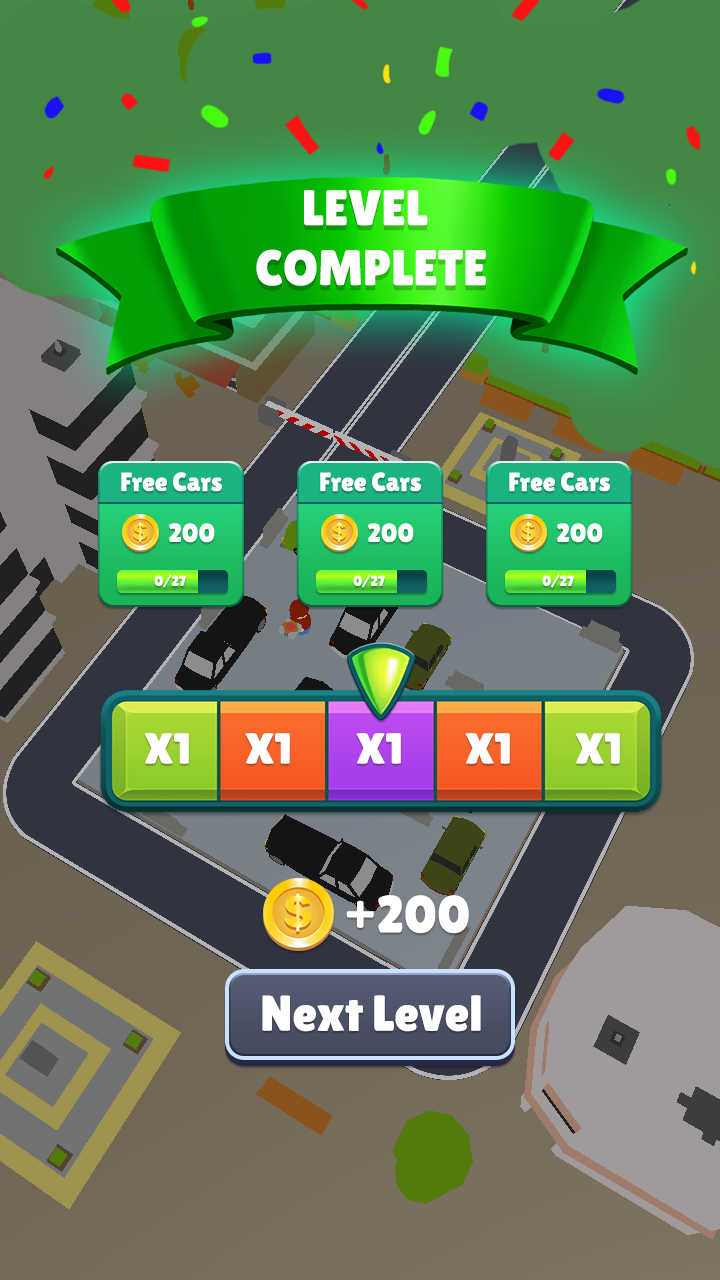 LEVEL
COMPLETE
Free Cars Free Cars Free Cars
200 200 200
0/27 0/27 0/27
X1 X1 X1 X1 X1
+200
Next Level